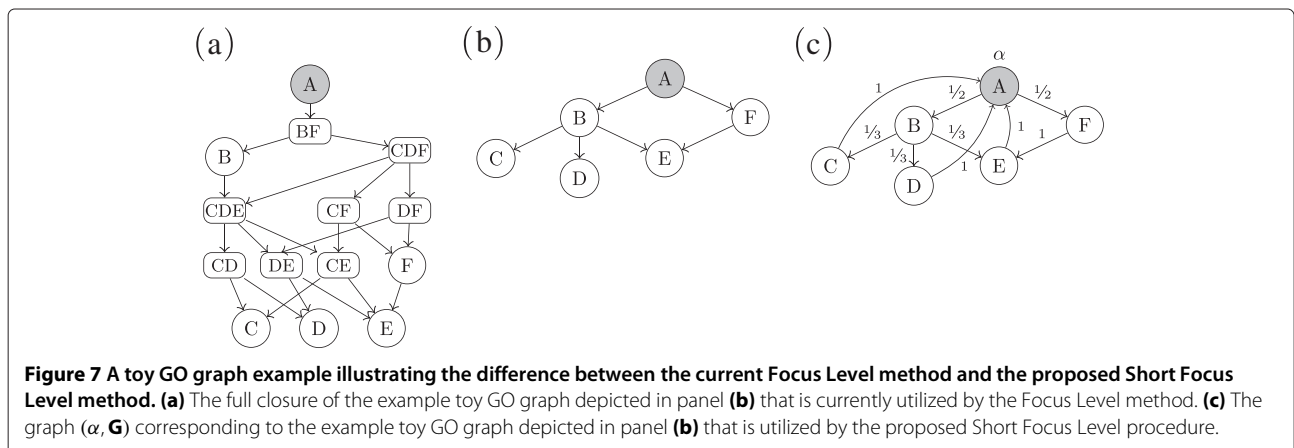 (a)
A
BF
B
CDF
CDE
CF
DF
CD
DE
CE
F
C
D
E
(b)
A
B
F
C
D
E
(c)
α
A
1
½
½
B
F
⅓
⅓
1
1
C
⅓
D
1
E
Figure 7 A toy GO graph example illustrating the difference between the current Focus Level method and the proposed Short Focus
Level method. (a) The full closure of the example toy GO graph depicted in panel (b) that is currently utilized by the Focus Level method. (c) The
graph (α, G) corresponding to the example toy GO graph depicted in panel (b) that is utilized by the proposed Short Focus Level procedure.